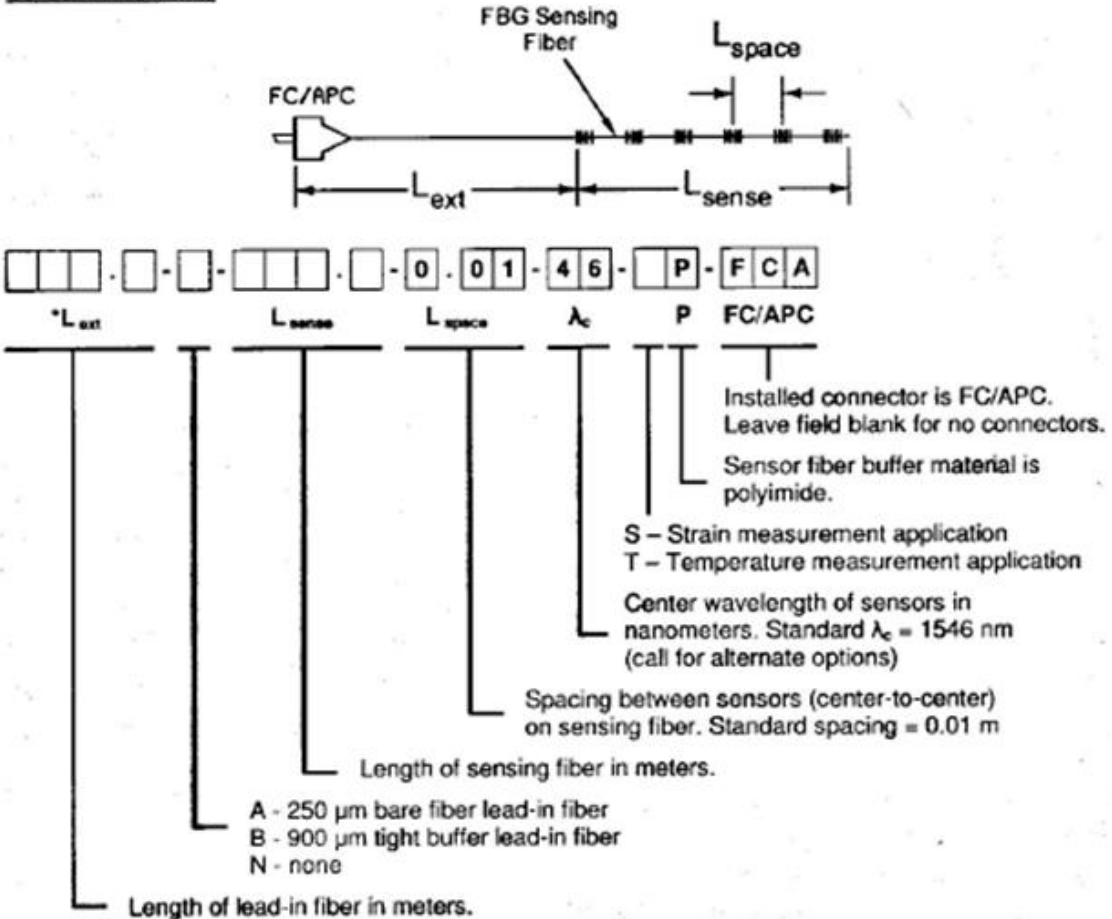 FBG Sensing
Fiber
L space
FC/APC
L ext
L sense
. - - . - 0 . 0 1 - 4 6 - P - F C A
*L ext L sense L space λc P FC/APC
Installed connector is FC/APC.
Leave field blank for no connectors.
Sensor fiber buffer material is
polyimide.
S – Strain measurement application
T – Temperature measurement application
Center wavelength of sensors in
nanometers. Standard λc = 1546 nm
(call for alternate options)
Spacing between sensors (center-to-center)
on sensing fiber. Standard spacing = 0.01 m
Length of sensing fiber in meters.
A - 250 µm bare fiber lead-in fiber
B - 900 µm tight buffer lead-in fiber
N - none
Length of lead-in fiber in meters.